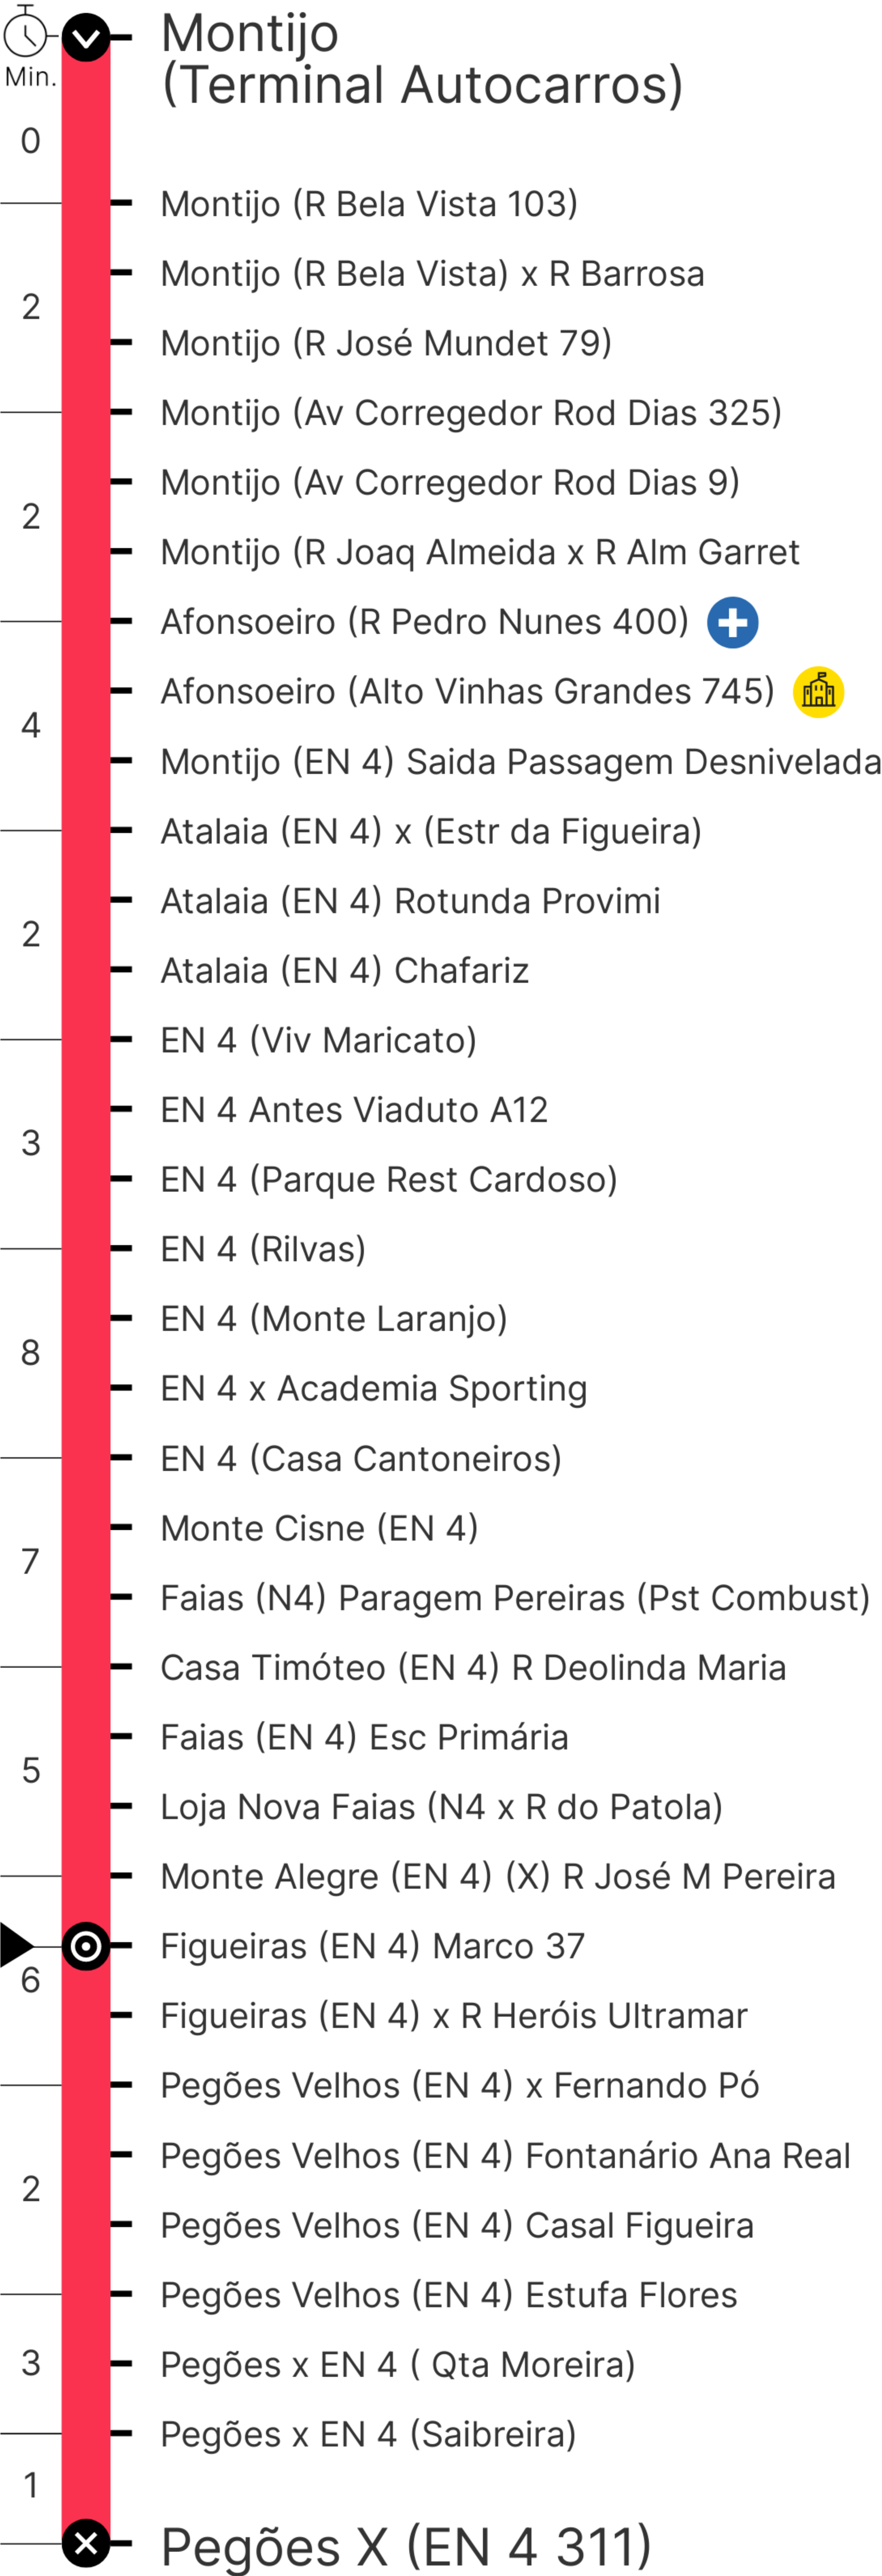 Montijo
(Terminal Autocarros)
Min.
0
Montijo (R Bela Vista 103)
Montijo (R Bela Vista) x R Barrosa
2
Montijo (R José Mundet 79)
Montijo (Av Corregedor Rod Dias 325)
Montijo (Av Corregedor Rod Dias 9)
2
Montijo (R Joaq Almeida x R Alm Garret
Afonsoeiro (R Pedro Nunes 400)
Afonsoeiro (Alto Vinhas Grandes 745)
4
Montijo (EN 4) Saida Passagem Desnivelada
Atalaia (EN 4) x (Estr da Figueira)
Atalaia (EN 4) Rotunda Provimi
2
Atalaia (EN 4) Chafariz
EN 4 (Viv Maricato)
EN 4 Antes Viaduto A12
3
EN 4 (Parque Rest Cardoso)
EN 4 (Rilvas)
EN 4 (Monte Laranjo)
8
EN 4 x Academia Sporting
EN 4 (Casa Cantoneiros)
Monte Cisne (EN 4)
7
Faias (N4) Paragem Pereiras (Pst Combust)
Casa Timóteo (EN 4) R Deolinda Maria
Faias (EN 4) Esc Primária
5
Loja Nova Faias (N4 x R do Patola)
Monte Alegre (EN 4) (X) R José M Pereira
Figueiras (EN 4) Marco 37
6
Figueiras (EN 4) x R Heróis Ultramar
Pegões Velhos (EN 4) x Fernando Pó
Pegões Velhos (EN 4) Fontanário Ana Real
2
Pegões Velhos (EN 4) Casal Figueira
Pegões Velhos (EN 4) Estufa Flores
3
Pegões x EN 4 ( Qta Moreira)
Pegões x EN 4 (Saibreira)
1
Pegões X (EN 4 311)